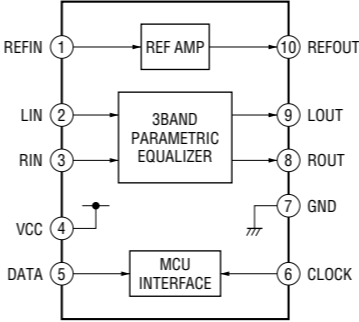 REFIN 1 REF AMP 10 REFOUT
LIN 2 9 LOUT
3BAND
PARAMETRIC
EQUALIZER
RIN 3 8 ROUT
7 GND
VCC 4
DATA 5 MCU
INTERFACE 6 CLOCK